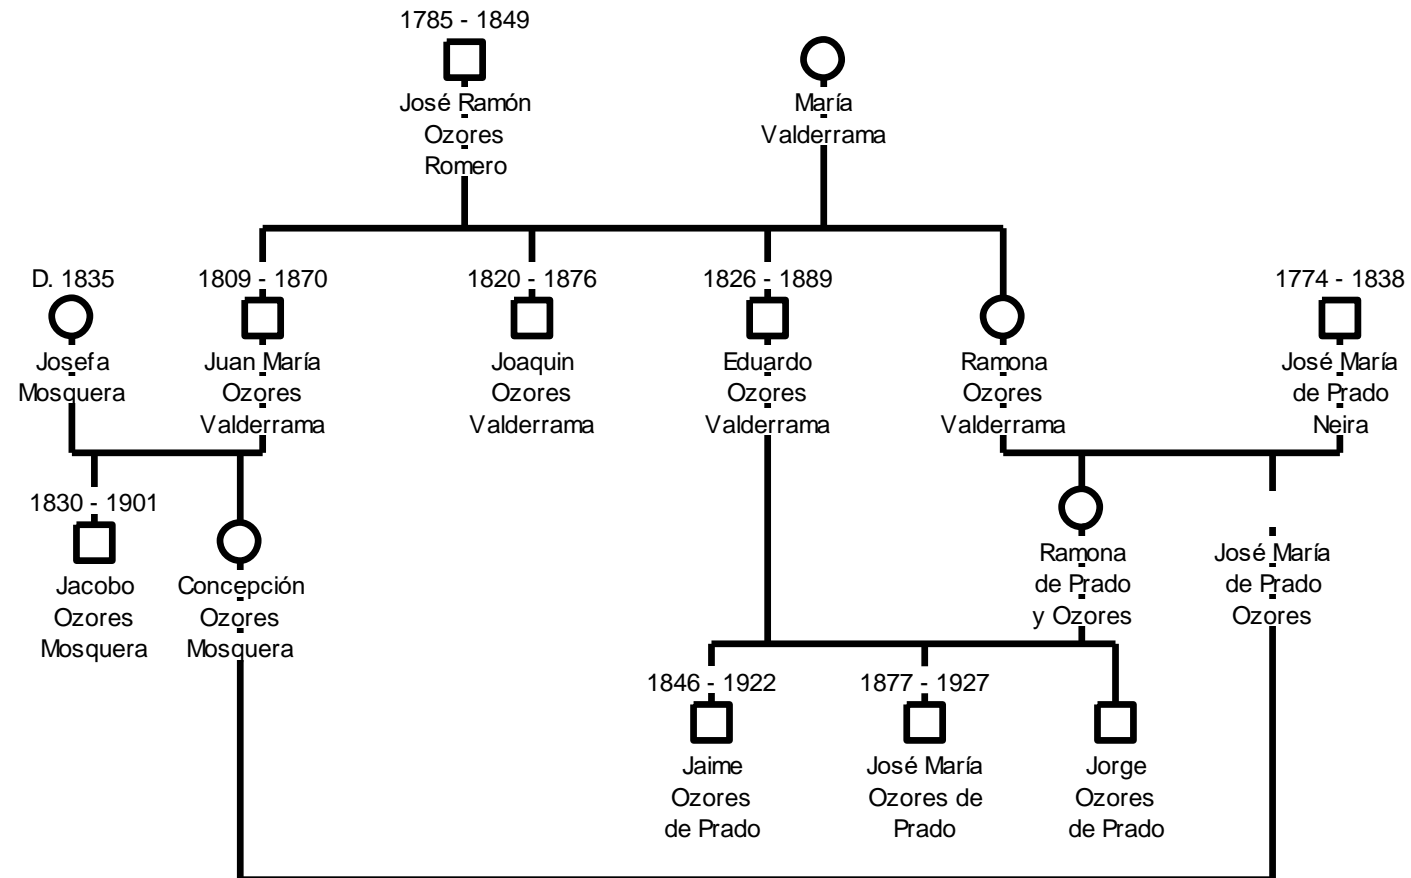 1785 - 1849
José Ramón
Ozores
Romero
María
Valderrama
D. 1835
Josefa
Mosquera
1809 - 1870
Juan María
Ozores
Valderrama
1820 - 1876
Joaquin
Ozores
Valderrama
1826 - 1889
Eduardo
Ozores
Valderrama
Ramona
Ozores
Valderrama
1774 - 1838
José María
de Prado
Neira
1830 - 1901
Jacobo
Ozores
Mosquera
Concepción
Ozores
Mosquera
Ramona
de Prado
y Ozores
José María
de Prado
Ozores
1846 - 1922
Jaime
Ozores
de Prado
1877 - 1927
José María
Ozores de
Prado
Jorge
Ozores
de Prado